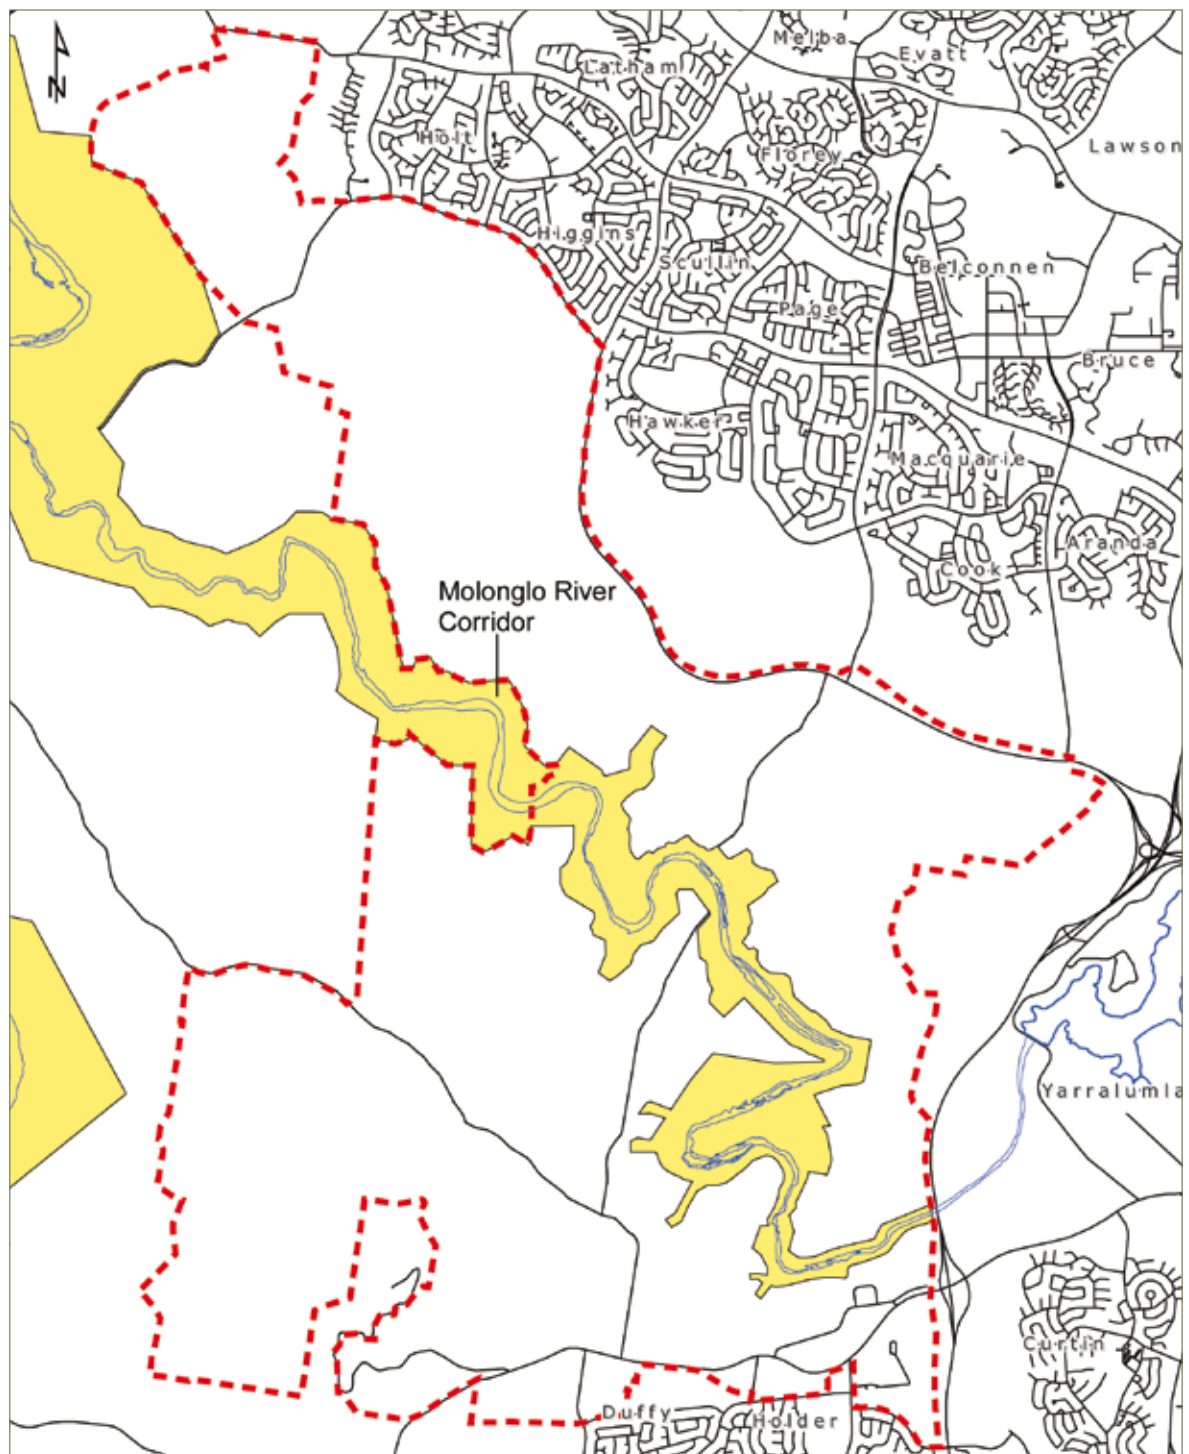 N
Melba
Evatt
Latham
Holt
Lawson
Florey
Higgins
Scullin
Belconnen
Page
Bruce
Hawker
Macquarie
Aranda
Cook
Molonglo River
Corridor
Yarralumla
Curtin
Duffy
Holder